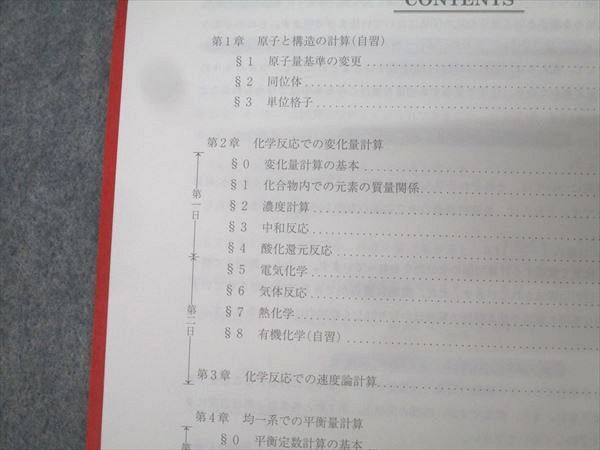 CONTENTS
第1章 原子と構造の計算(自習)
§1 原子量基準の変更
§2 同位体
§3 単位格子
第2章 化学反応での変化量計算
§0 変化量計算の基本
§1 化合物内での元素の質量関係
第一日
§2 濃度計算
§3 中和反応
§4 酸化還元反応
§5 電気化学
§6 気体反応
第二日
§7 熱化学
§8 有機化学(自習)
第3章 化学反応での速度論計算
第4章 均一系での平衡量計算
§0 平衡定数計算の基本
第